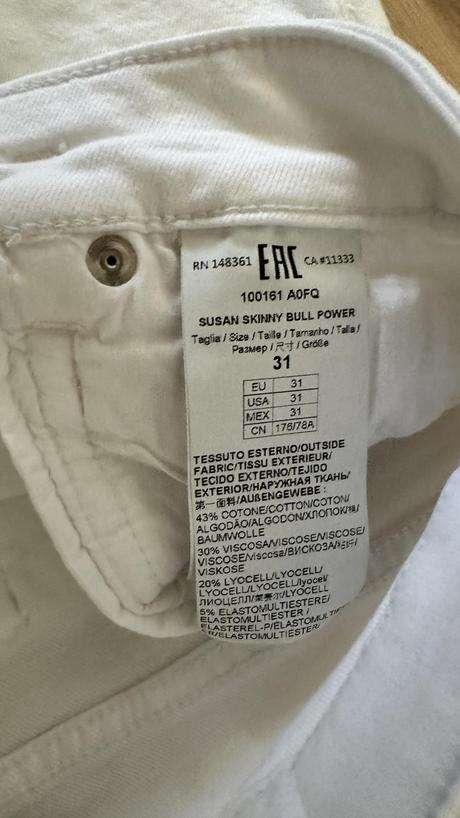 RN 148361 EAC CA #11333
100161 A0FQ
SUSAN SKINNY BULL POWER
Taglia / Size / Taille / Tamanho / Talla /
Размер / 尺寸 / Größe
31
EU 31
USA 31
MEX 31
CN 176/78A
TESSUTO ESTERNO/OUTSIDE
FABRIC/TISSU EXTERIEUR/
TECIDO EXTERNO/TEJIDO
EXTERIOR/НАРУЖНАЯ ТКАНЬ/
第一面料/AUßENGEWEBE :
43% COTONE/COTTON/COTON/
ALGODÃO/ALGODON/ХЛОПОК/棉/
BAUMWOLLE
30% VISCOSA/VISCOSE/VISCOSE/
VISCOSE/viscosa/ВИСКОЗА/粘纤/
VISKOSE
20% LYOCELL/LYOCELL/
LYOCELL/LYOCELL/lyocell/
ЛИОЦЕЛЛ/莱赛尔/LYOCELL
5% ELASTOMULTIESTERE/
ELASTOMULTIESTER /
ELASTEREL-P/ELASTOMULTIESTE
ER/ELASTOMULTIESTER/